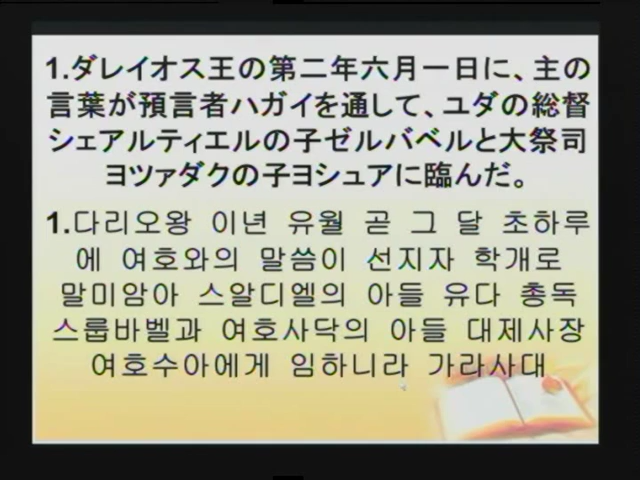 1.ダレイオス王の第二年六月一日に、主の
言葉が預言者ハガイを通して、ユダの総督
シェアルティエルの子ゼルバベルと大祭司
ヨツァダクの子ヨシュアに臨んだ。
1.다리오왕 이년 유월 곧 그 달 초하루
에 여호와의 말씀이 선지자 학개로
말미암아 스알디엘의 아들 유다 총독
스룹바벨과 여호사닥의 아들 대제사장
여호수아에게 임하니라 가라사대